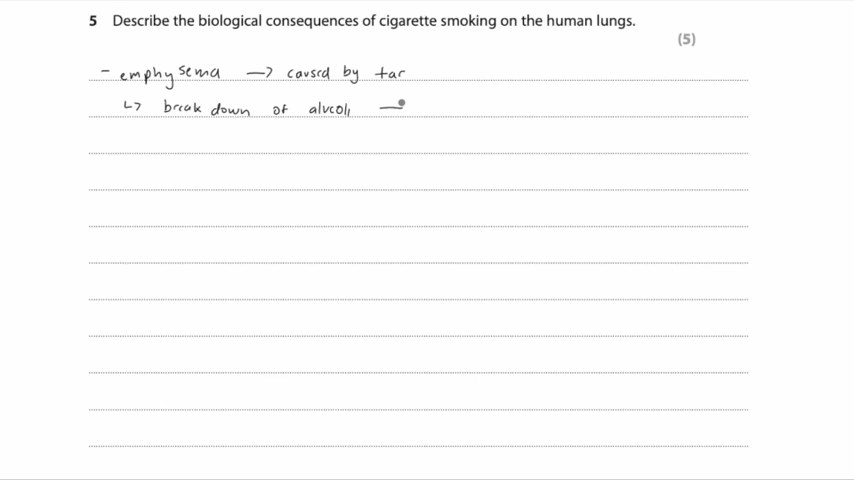 5 Describe the biological consequences of cigarette smoking on the human lungs.
(5)
- emphysema → caused by tar
↳ break down of alveoli —